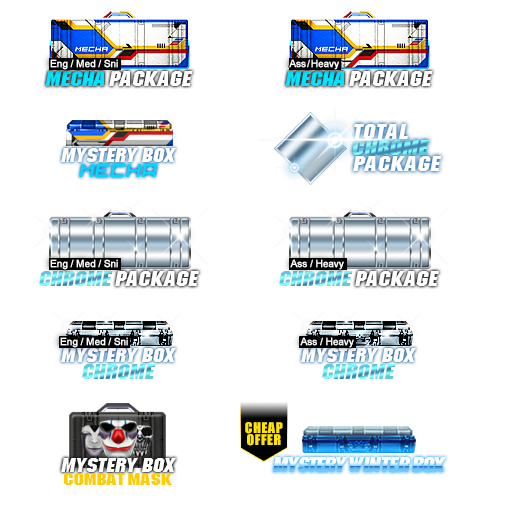 MECHA
Eng / Med / Sni
MECHA PACKAGE
MECHA
Ass/Heavy
MECHA PACKAGE
MYSTERY BOX
MECHA
TOTAL
CHROME
PACKAGE
Eng / Med / Sni
CHROME PACKAGE
Ass / Heavy
CHROME PACKAGE
Eng / Med / Sni
MYSTERY BOX
CHROME
Ass / Heavy
MYSTERY BOX
CHROME
MYSTERY BOX
COMBAT MASK
CHEAP
OFFER
MYSTERY WINTER BOX